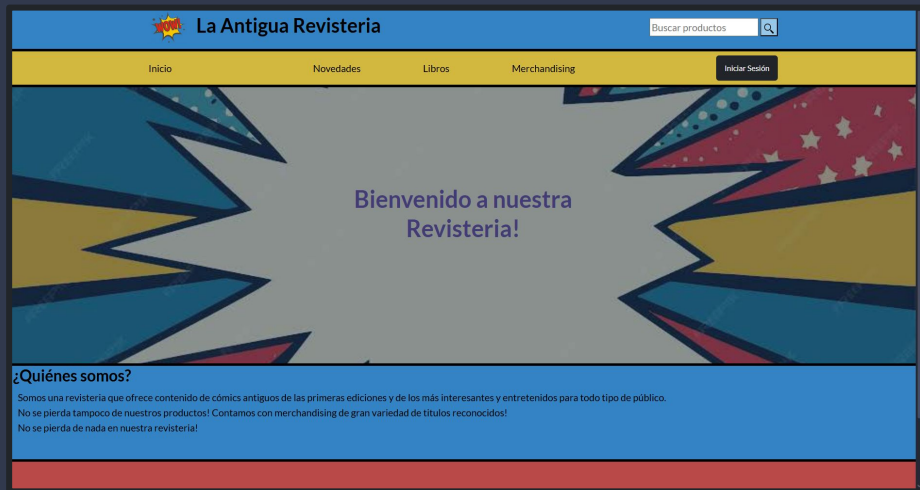 WOW!
La Antigua Revisteria
Buscar productos
Inicio
Novedades
Libros
Merchandising
Iniciar Sesión
Bienvenido a nuestra
Revisteria!
¿Quiénes somos?
Somos una revisteria que ofrece contenido de cómics antiguos de las primeras ediciones y de los más interesantes y entretenidos para todo tipo de público.
No se pierda tampoco de nuestros productos! Contamos con merchandising de gran variedad de titulos reconocidos!
No se pierda de nada en nuestra revisteria!